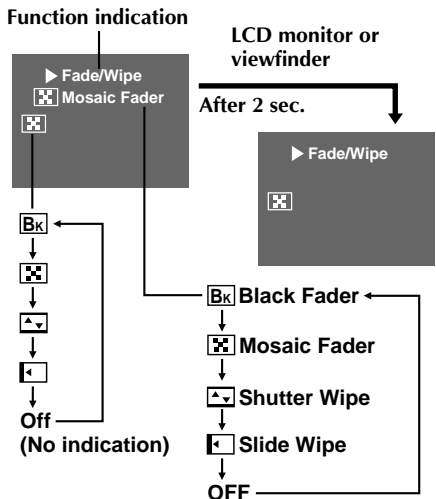 Function indication
LCD monitor or
viewfinder
Fade/Wipe
Mosaic Fader
After 2 sec.
Fade/Wipe
BK
Off
(No indication)
BK Black Fader
Mosaic Fader
Shutter Wipe
Slide Wipe
OFF